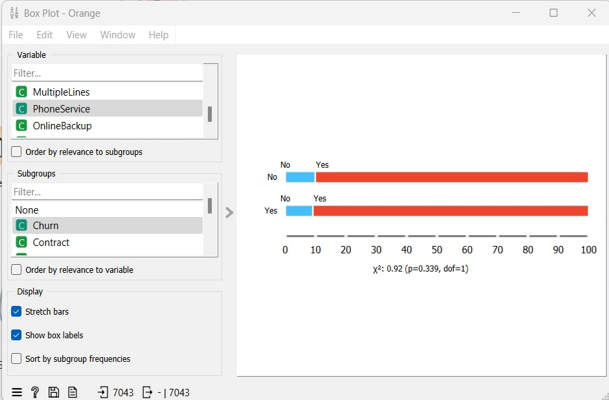 Box Plot - Orange
File Edit View Window Help
Variable
Filter...
C MultipleLines
C PhoneService
C OnlineBackup
Order by relevance to subgroups
Subgroups
Filter...
None
C Churn
C Contract
Order by relevance to variable
Display
Stretch bars
Show box labels
Sort by subgroup frequencies
7043 - | 7043
No Yes
No
No Yes
Yes
0 10 20 30 40 50 60 70 80 90 100
χ²: 0.92 (p=0.339, dof=1)